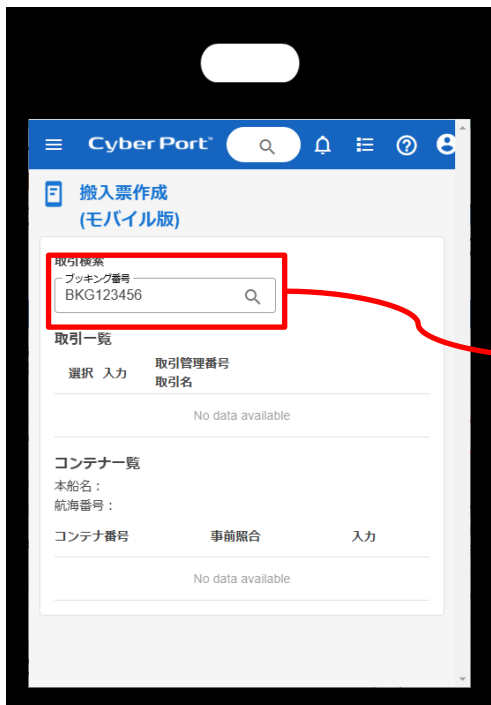 Cyber Port
搬入票作成
(モバイル版)
取引検索
ブッキング番号
BKG123456
取引一覧
選択 入力 取引管理番号
取引名
No data available
コンテナ一覧
本船名：
航海番号：
コンテナ番号 事前照合 入力
No data available